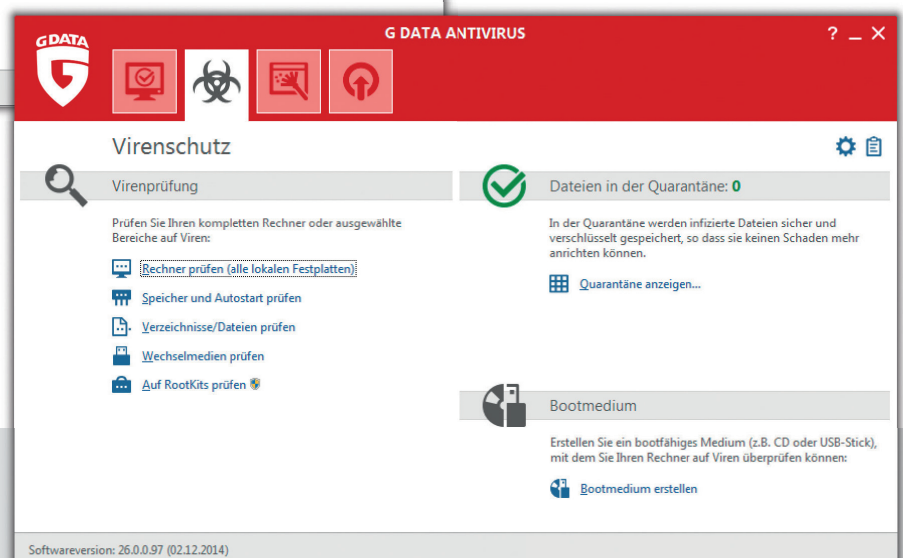 G DATA ANTIVIRUS
? _ X
G DATA
Virenschutz
Virenprüfung
Prüfen Sie Ihren kompletten Rechner oder ausgewählte
Bereiche auf Viren:
Rechner prüfen (alle lokalen Festplatten)
Speicher und Autostart prüfen
Verzeichnisse/Dateien prüfen
Wechselmedien prüfen
Auf RootKits prüfen
Dateien in der Quarantäne: 0
In der Quarantäne werden infizierte Dateien sicher und
verschlüsselt gespeichert, so dass sie keinen Schaden mehr
anrichten können.
Quarantäne anzeigen...
Bootmedium
Erstellen Sie ein bootfähiges Medium (z.B. CD oder USB-Stick),
mit dem Sie Ihren Rechner auf Viren überprüfen können:
Bootmedium erstellen
Softwareversion: 26.0.0.97 (02.12.2014)